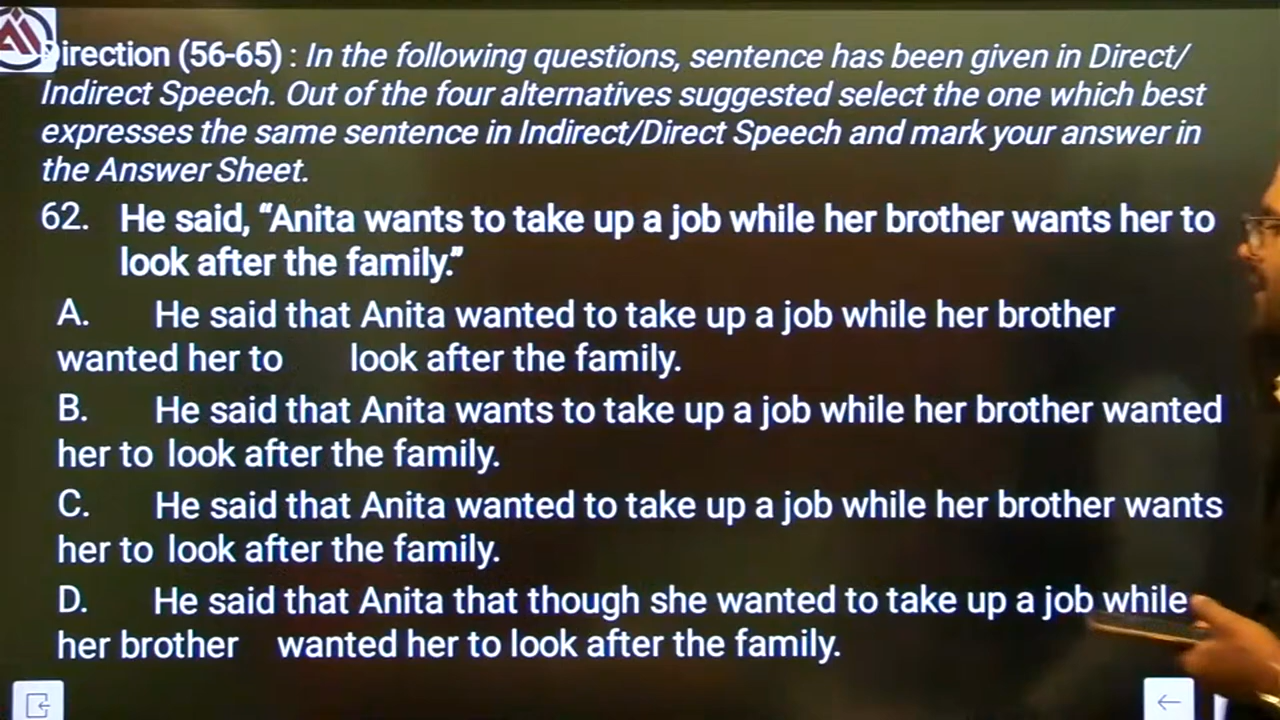 Direction (56-65) : In the following questions, sentence has been given in Direct/
Indirect Speech. Out of the four alternatives suggested select the one which best
expresses the same sentence in Indirect/Direct Speech and mark your answer in
the Answer Sheet.
62. He said, “Anita wants to take up a job while her brother wants her to
look after the family.”
A. He said that Anita wanted to take up a job while her brother
wanted her to look after the family.
B. He said that Anita wants to take up a job while her brother wanted
her to look after the family.
C. He said that Anita wanted to take up a job while her brother wants
her to look after the family.
D. He said that Anita that though she wanted to take up a job while
her brother wanted her to look after the family.